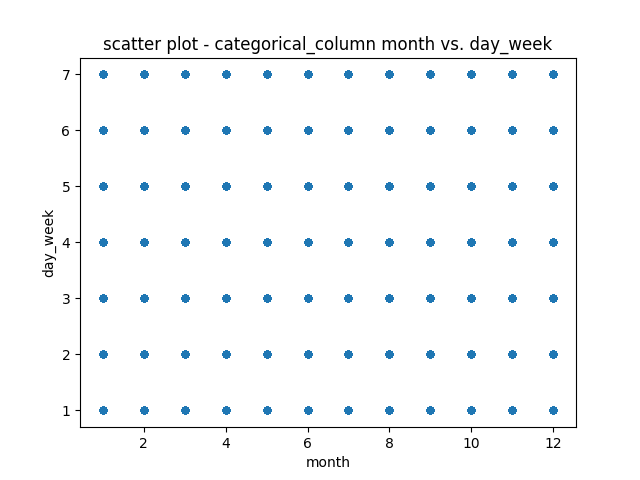 scatter plot - categorical_column month vs. day_week
7
6
5
4
3
2
1
day_week
2 4 6 8 10 12
month